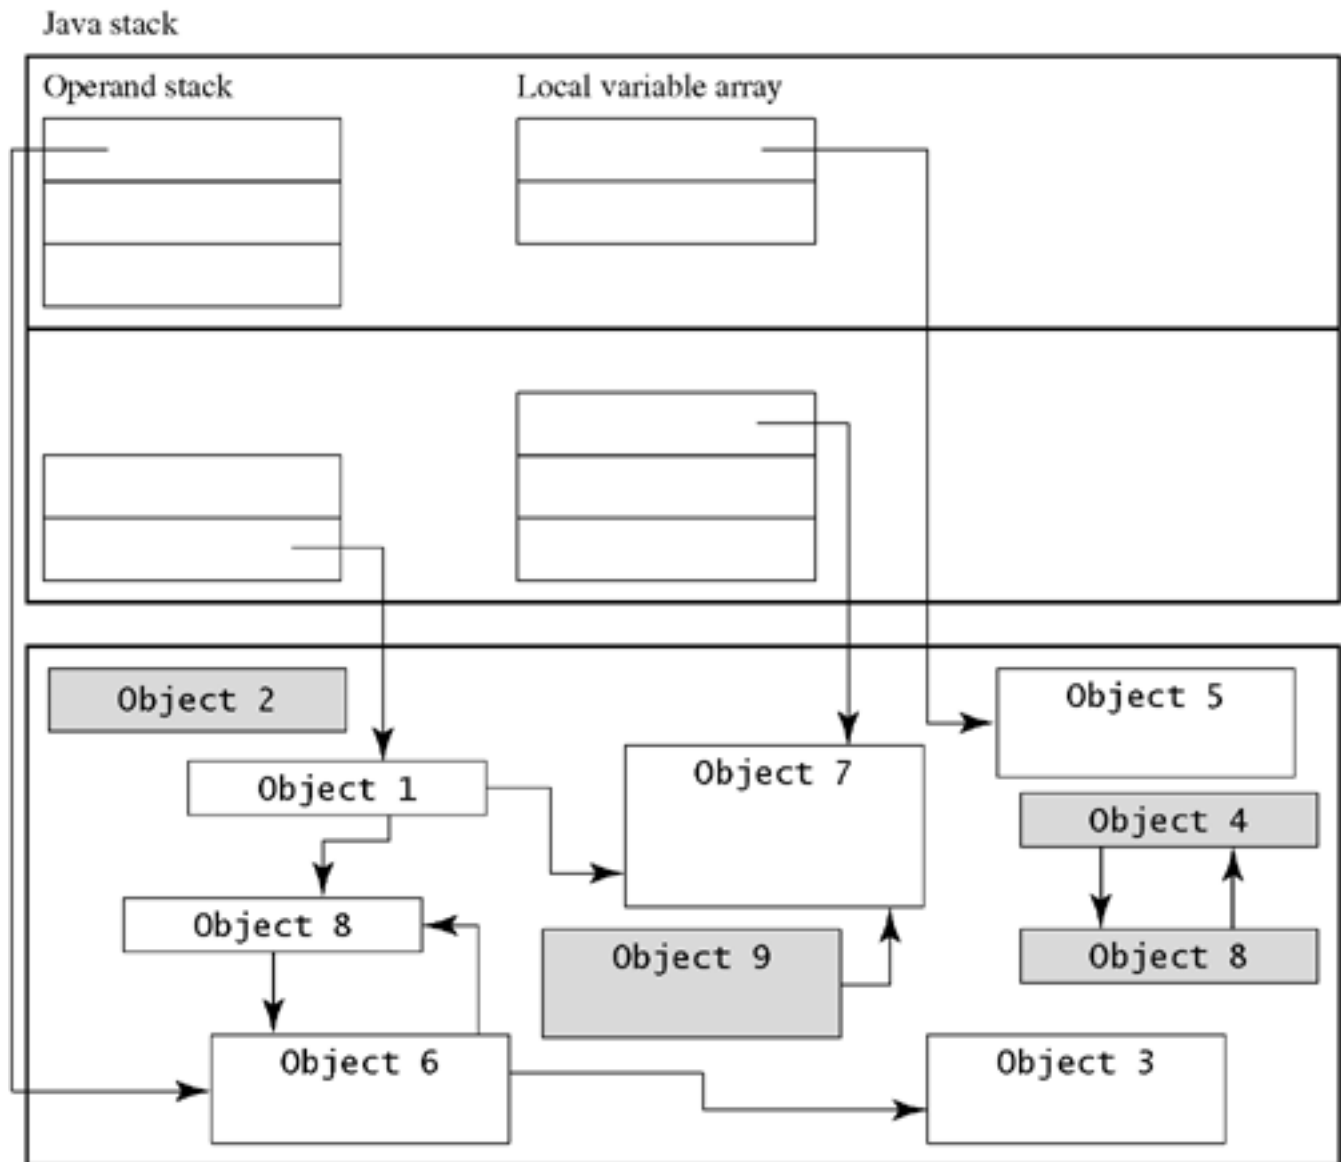 Java stack
Operand stack
Local variable array
Object 2
Object 5
Object 1
Object 7
Object 4
Object 8
Object 9
Object 8
Object 6
Object 3